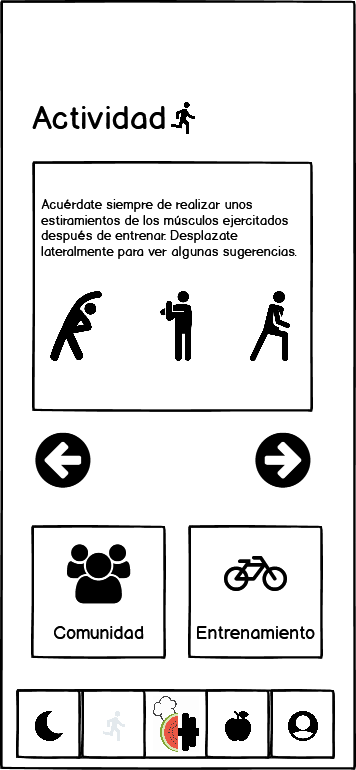 Actividad
Acuérdate siempre de realizar unos
estiramientos de los músculos ejercitados
después de entrenar. Desplazate
lateralmente para ver algunas sugerencias.
Comunidad
Entrenamiento